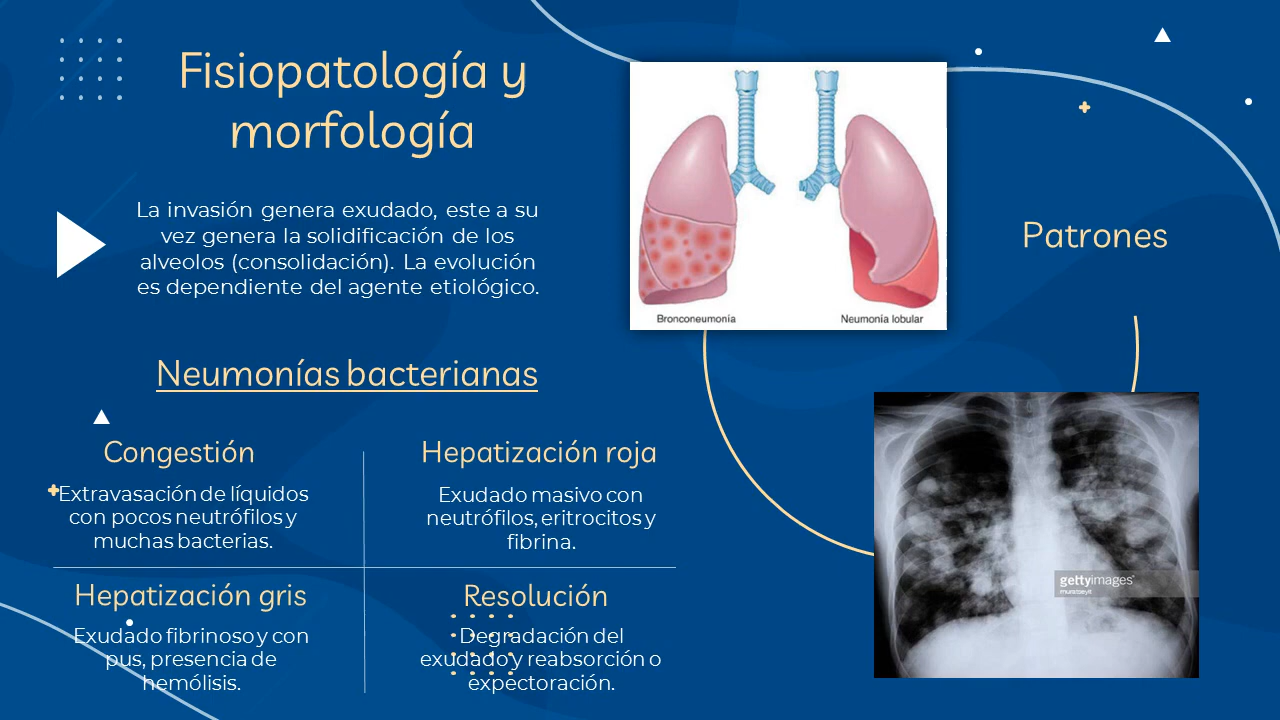 Fisiopatología y
morfología
La invasión genera exudado, este a su
vez genera la solidificación de los
alveolos (consolidación). La evolución
es dependiente del agente etiológico.
Bronconeumonía
Neumonía lobular
Patrones
Neumonías bacterianas
Congestión
Extravasación de líquidos
con pocos neutrófilos y
muchas bacterias.
Hepatización roja
Exudado masivo con
neutrófilos, eritrocitos y
fibrina.
Hepatización gris
Exudado fibrinoso y con
pus, presencia de
hemólisis.
Resolución
Degradación del
exudado y reabsorción o
expectoración.
gettyimages